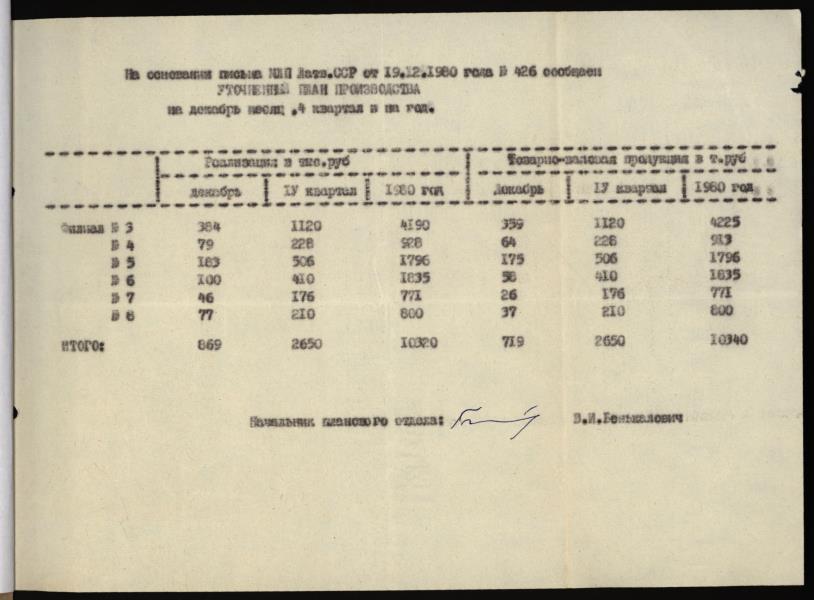 На основании письма ММП Латв.ССР от 19.12.1980 года № 426 сообщаем
УТОЧНЕННЫЙ ПЛАН ПРОИЗВОДСТВА
на декабрь месяц ,4 квартал и на год.
Реализация в тыс.руб Товарно-валовая продукция в т.руб
декабрь IУ квартал 1980 год Декабрь IУ квартал 1980 год
Филиал № 3 384 1120 4190 359 1120 4225
№ 4 79 228 928 64 228 913
№ 5 183 506 1796 175 506 1796
№ 6 100 410 1835 58 410 1835
№ 7 46 176 771 26 176 771
№ 8 77 210 800 37 210 800
ИТОГО: 869 2650 10320 719 2650 10340
Начальник планового отдела: В.И.Бенькалович